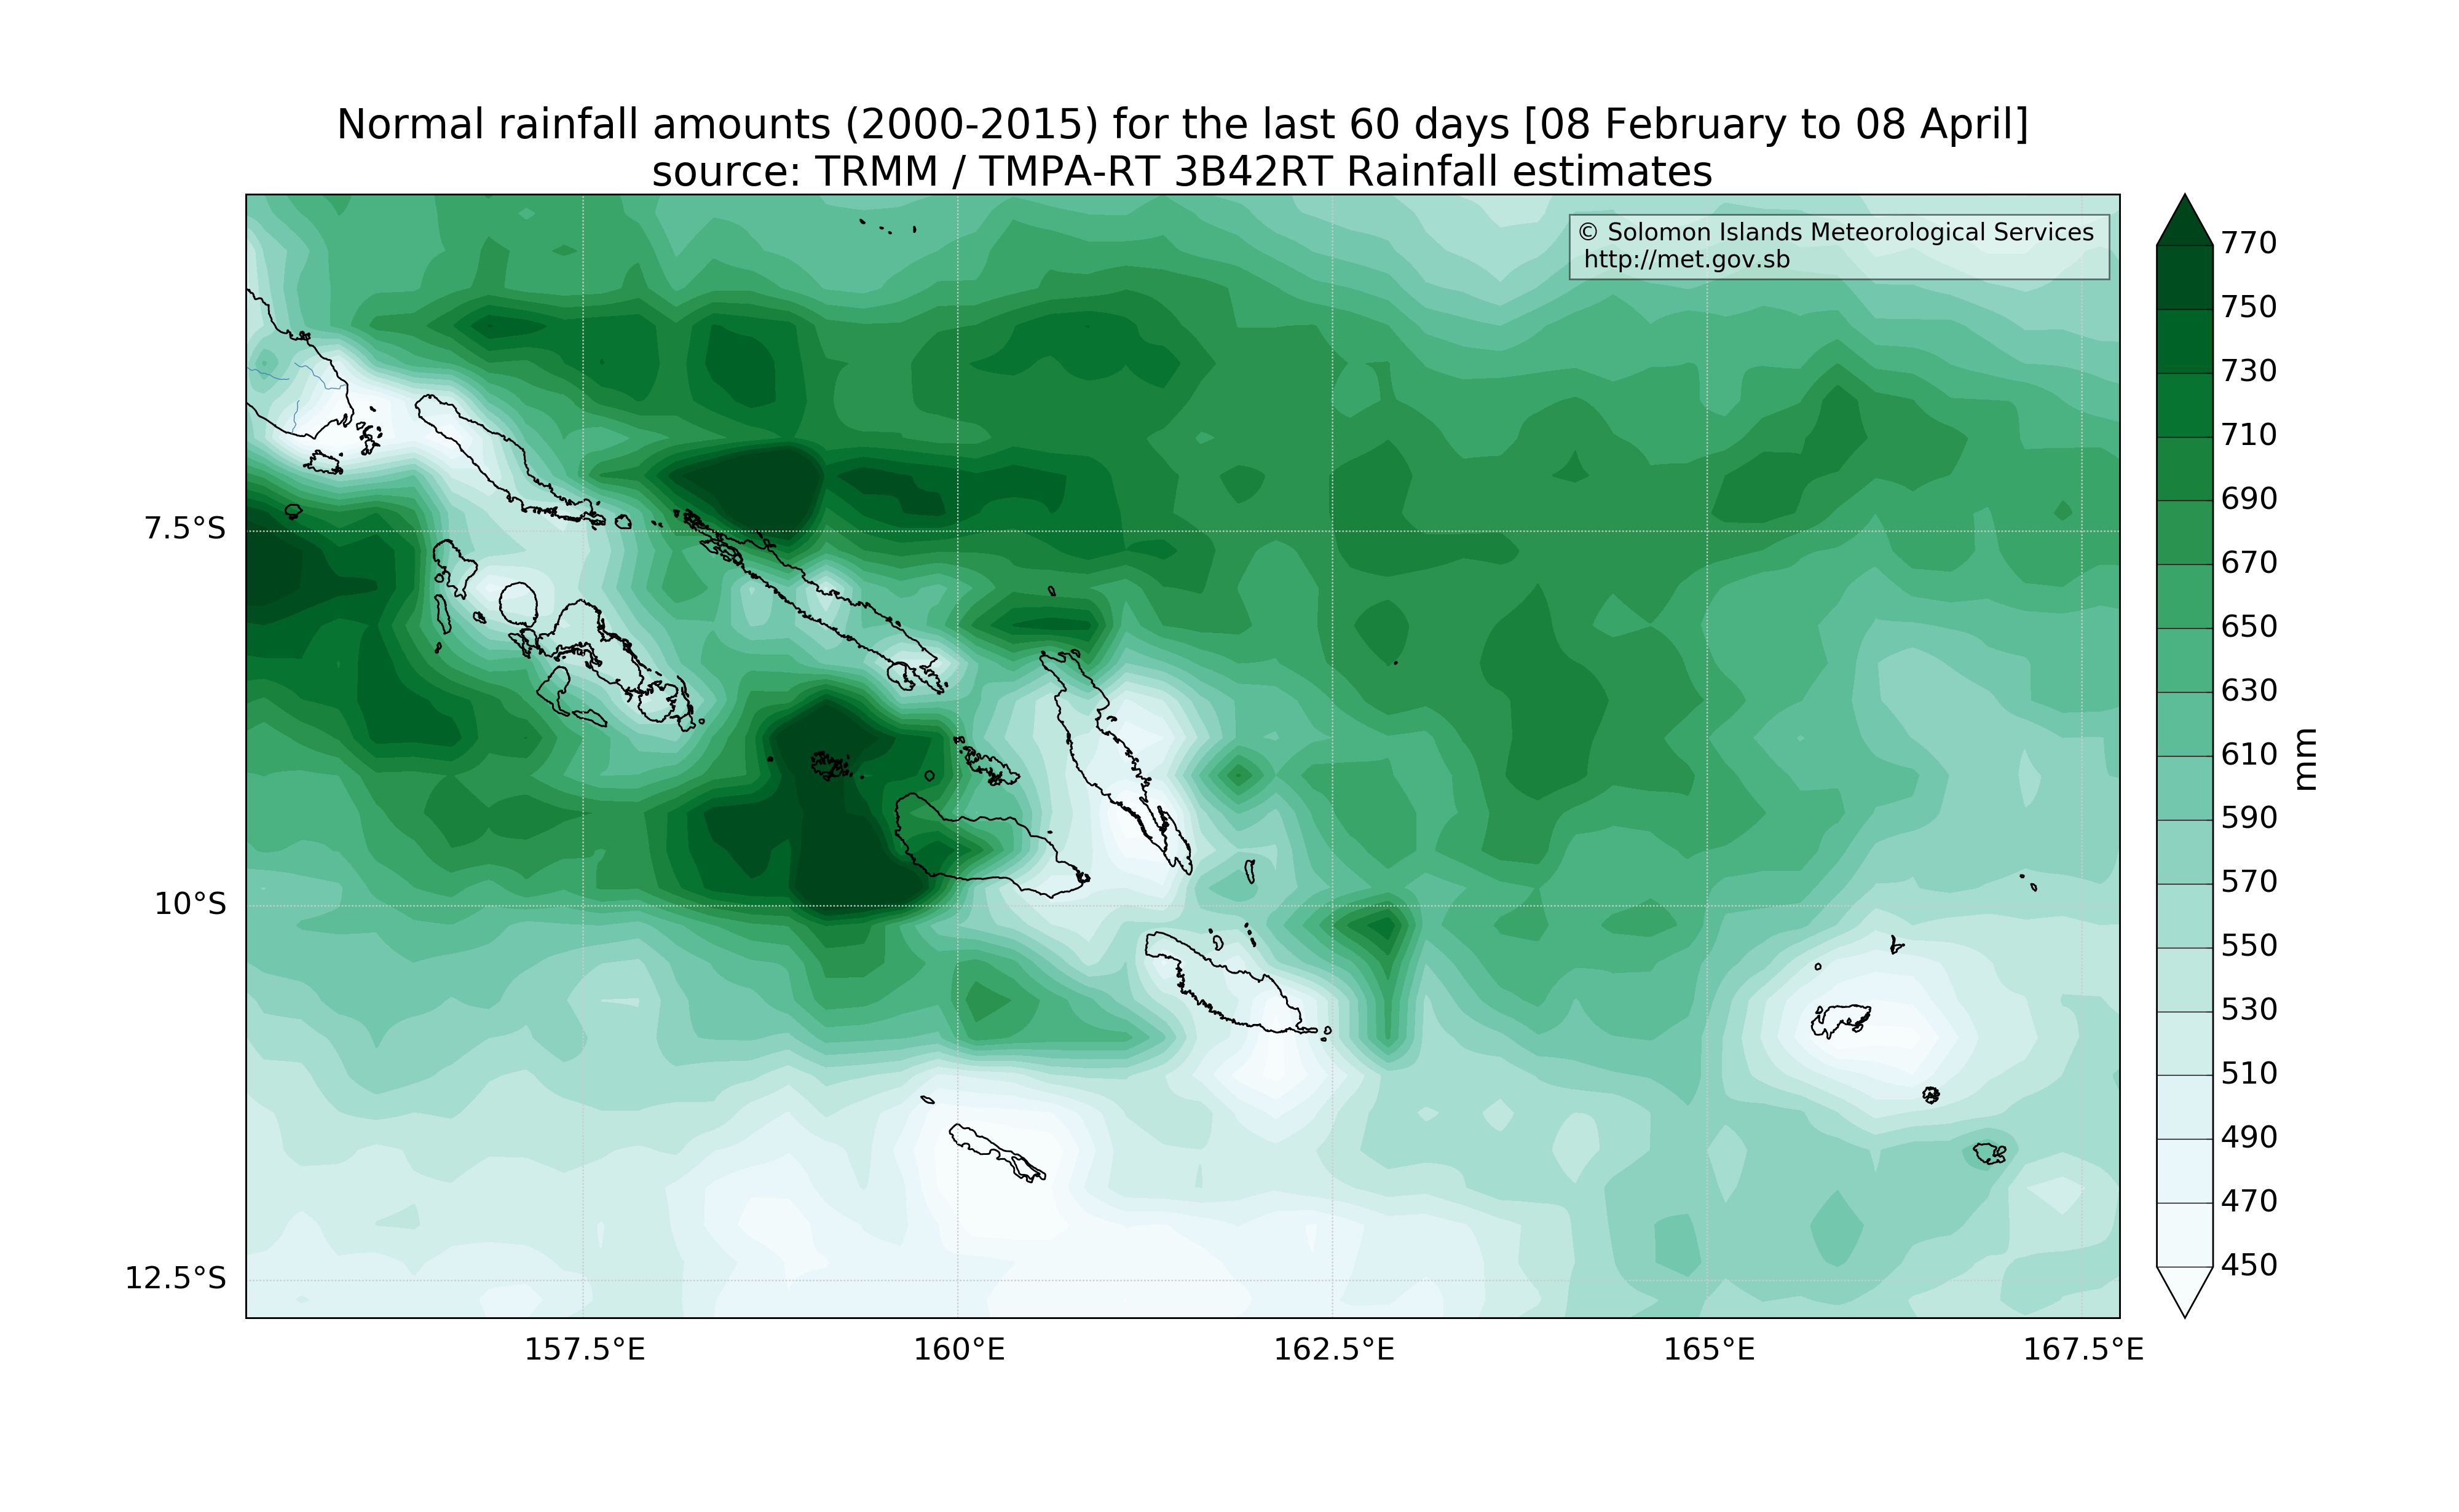 Normal rainfall amounts (2000-2015) for the last 60 days [08 February to 08 April]
source: TRMM / TMPA-RT 3B42RT Rainfall estimates
© Solomon Islands Meteorological Services
http://met.gov.sb
7.5°S
10°S
12.5°S
157.5°E
160°E
162.5°E
165°E
167.5°E
770
750
730
710
690
670
650
630
610
590
570
550
530
510
490
470
450
mm